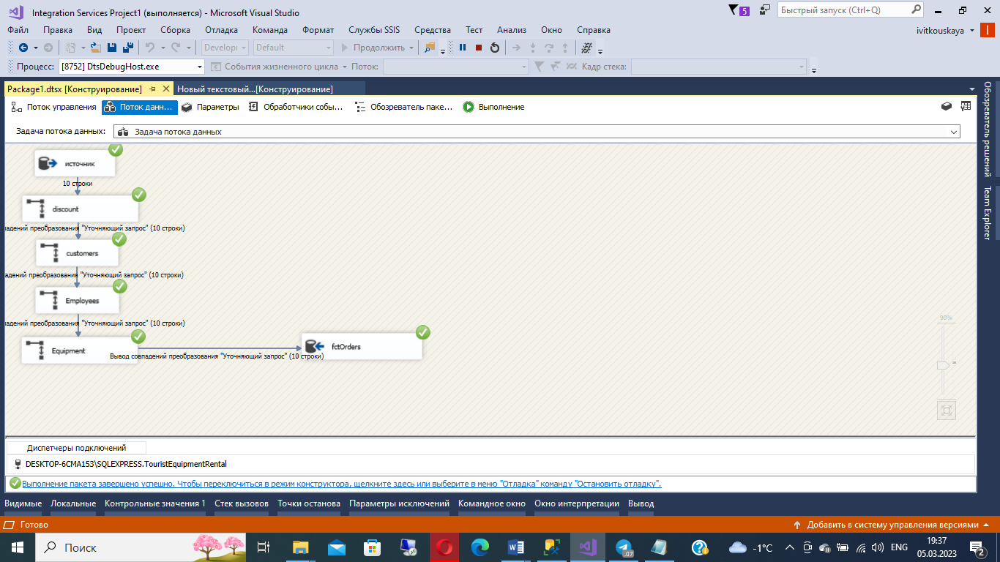 Integration Services Project1 (выполняется) - Microsoft Visual Studio
5
Быстрый запуск (Ctrl+Q)
Файл Правка Вид Проект Сборка Отладка Команда Формат Службы SSIS Средства Тест Анализ Окно Справка
ivitkouskaya
Developi Default Продолжить
Процесс: [8752] DtsDebugHost.exe События жизненного цикла Поток: Кадр стека:
Package1.dtsx [Конструирование] Новый текстовый...[Конструирование]
Поток управления Поток данн... Параметры Обработчики собы... Обозреватель паке... Выполнение
Задача потока данных: Задача потока данных
источник
10 строки
discount
падений преобразования "Уточняющий запрос" (10 строки)
customers
падений преобразования "Уточняющий запрос" (10 строки)
Employees
падений преобразования "Уточняющий запрос" (10 строки)
Equipment
fctOrders
Вывод совпадений преобразования "Уточняющий запрос" (10 строки)
90%
Обозреватель решений
Team Explorer
Диспетчеры подключений
DESKTOP-6CMA153\SQLEXPRESS.TouristEquipmentRental
Выполнение пакета завершено успешно. Чтобы переключиться в режим конструктора, щелкните здесь или выберите в меню "Отладка" команду "Остановить отладку".
Видимые Локальные Контрольные значения 1 Стек вызовов Точки останова Параметры исключений Командное окно Окно интерпретации Вывод
Готово
Добавить в систему управления версиями
Поиск
07
-1°C
ENG
19:37
05.03.2023
2